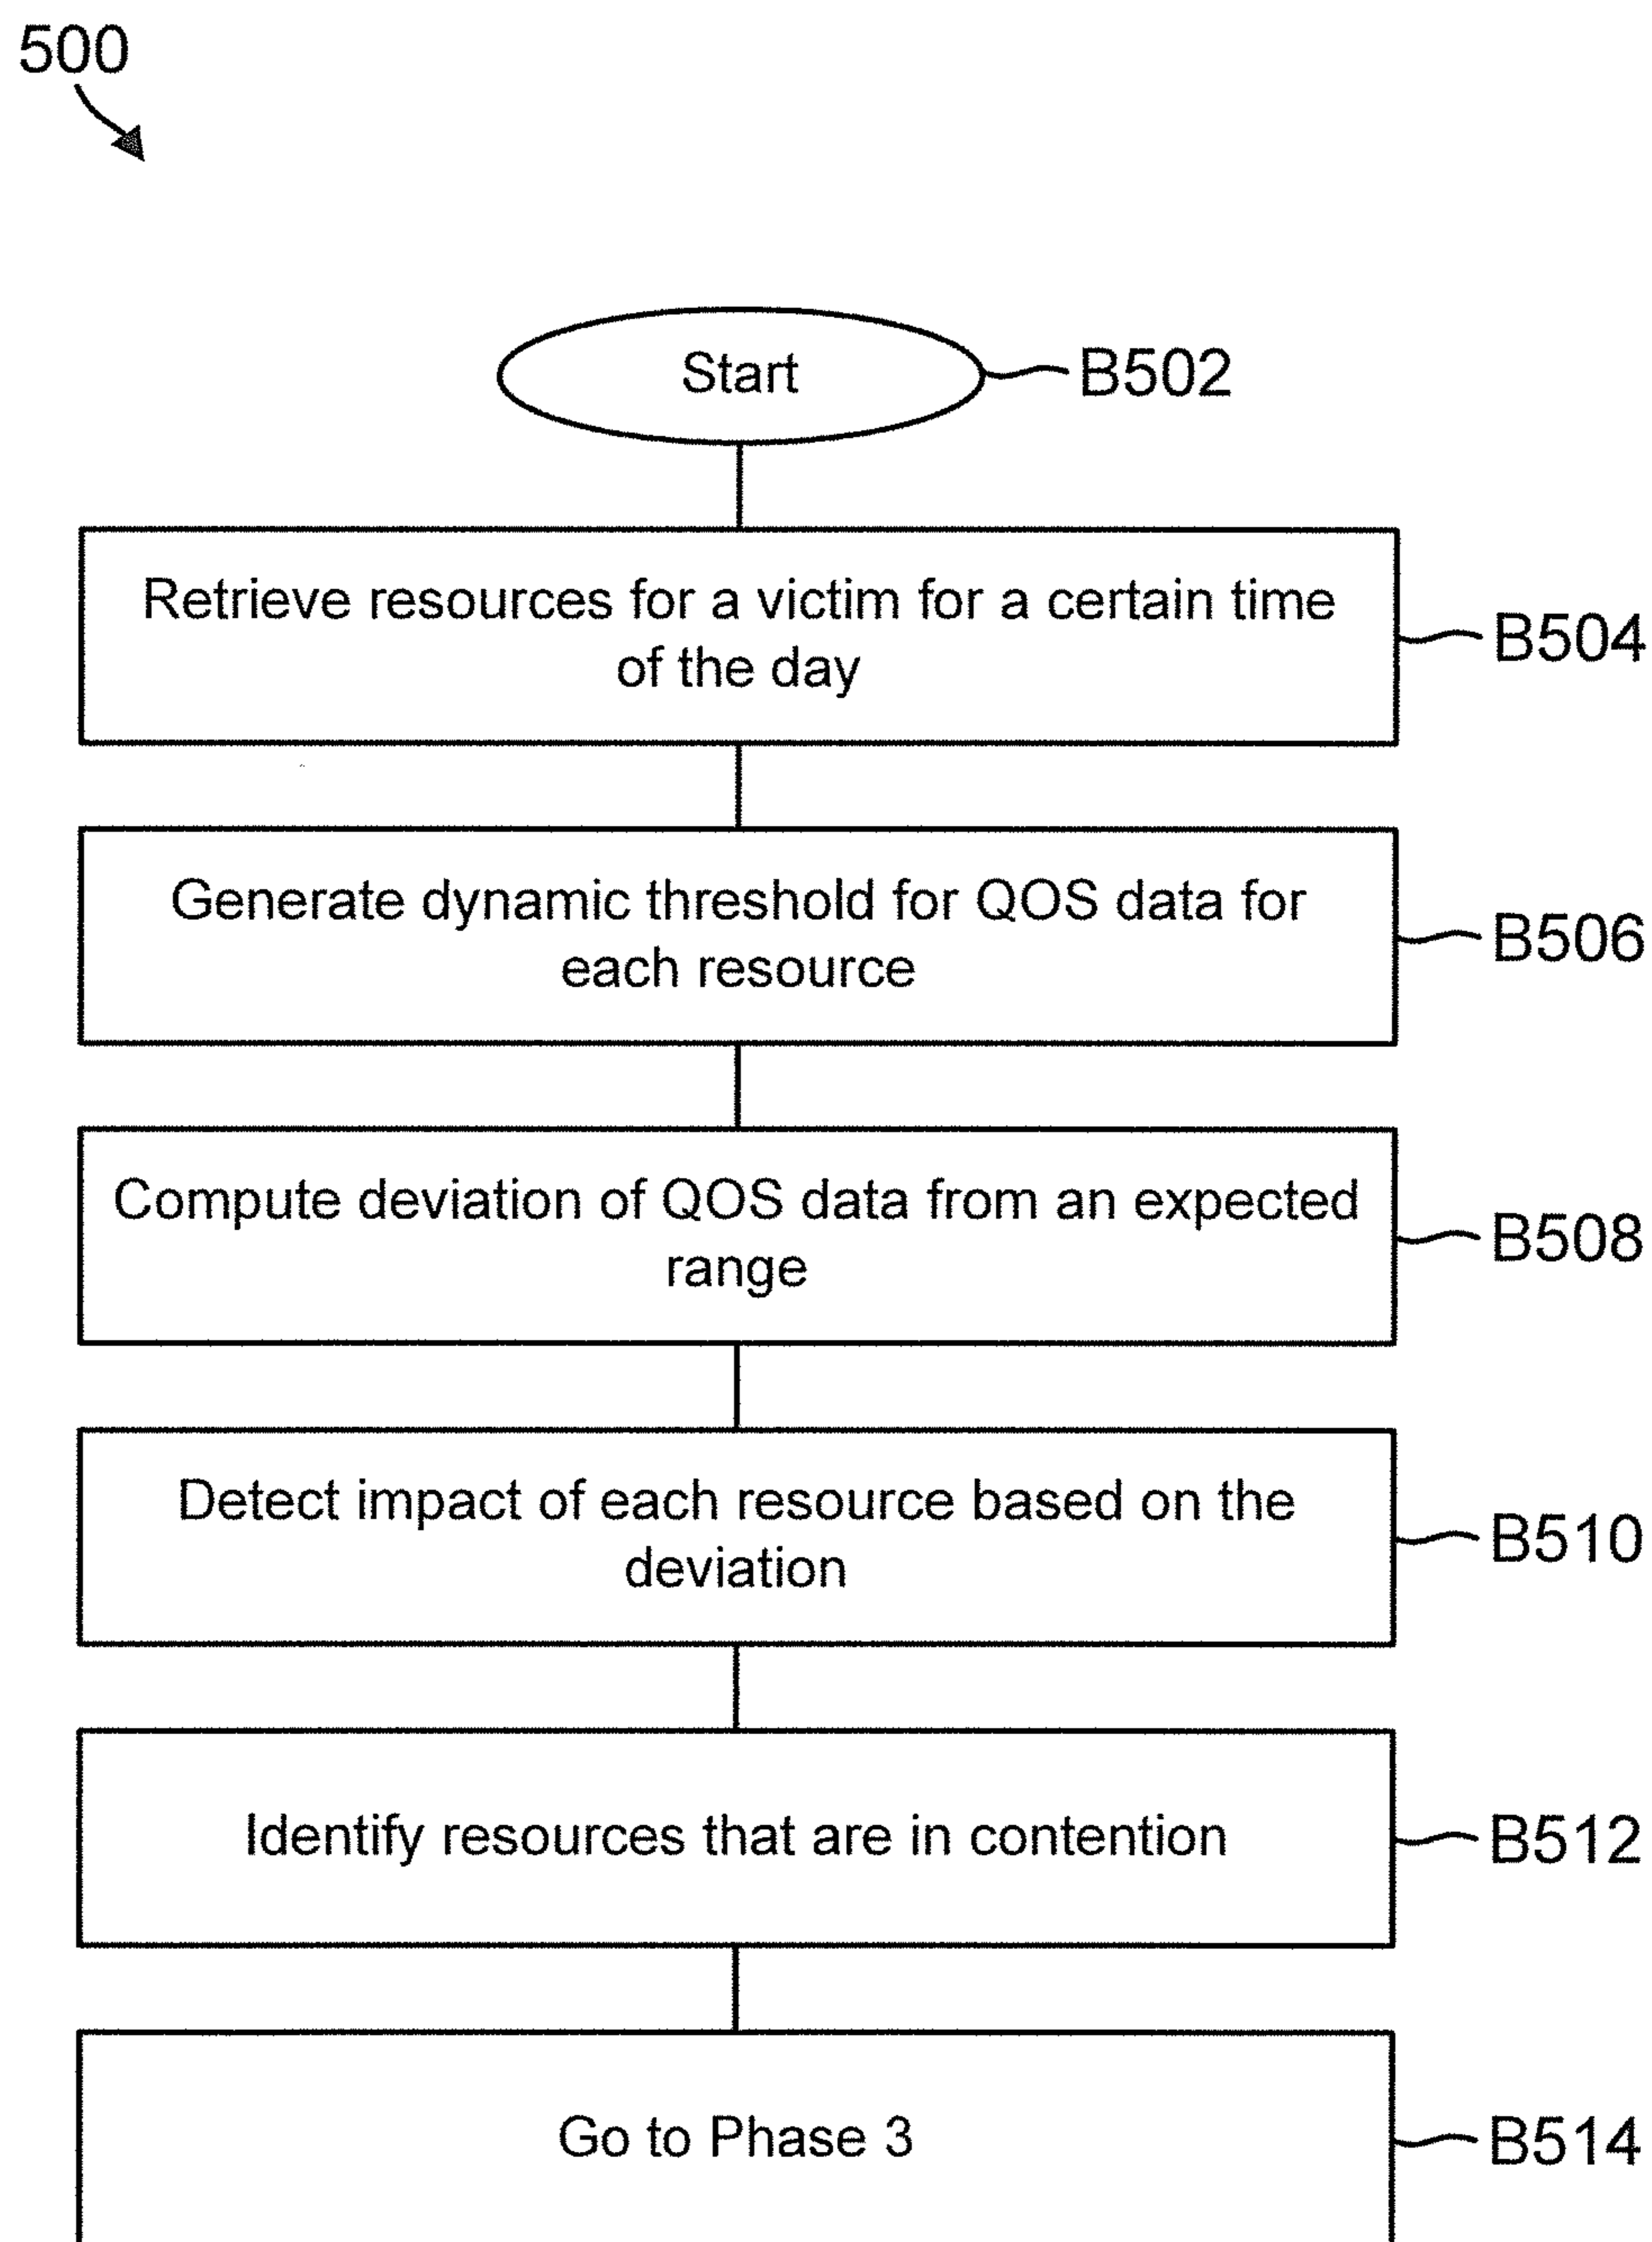 500
Start
B502
Retrieve resources for a victim for a certain time
of the day
B504
Generate dynamic threshold for QOS data for
each resource
B506
Compute deviation of QOS data from an expected
range
B508
Detect impact of each resource based on the
deviation
B510
Identify resources that are in contention
B512
Go to Phase 3
B514